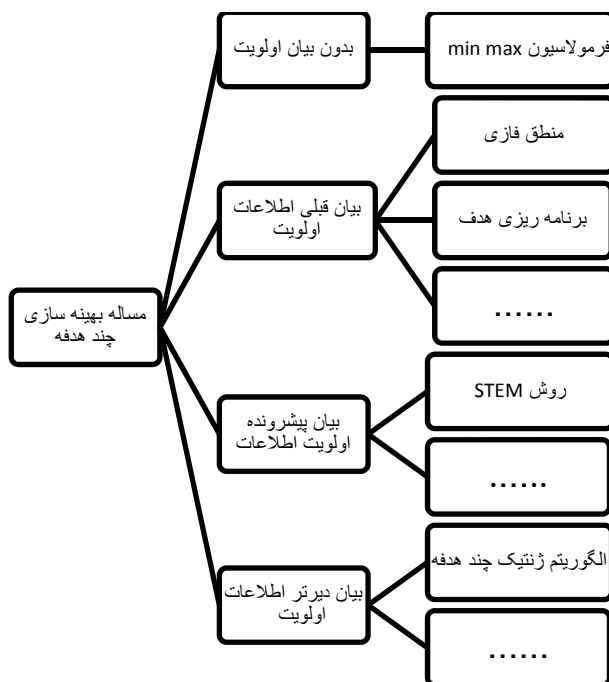 بدون بیان اولویت
فرمولاسیون min max
منطق فازی
بیان قبلی اطلاعات
اولویت
برنامه ریزی هدف
......
مساله بهینه سازی
چند هدفه
روش STEM
بیان پیشرونده
اولویت اطلاعات
......
الگوریتم ژنتیک چند هدفه
بیان دیرتر اطلاعات
اولویت
......